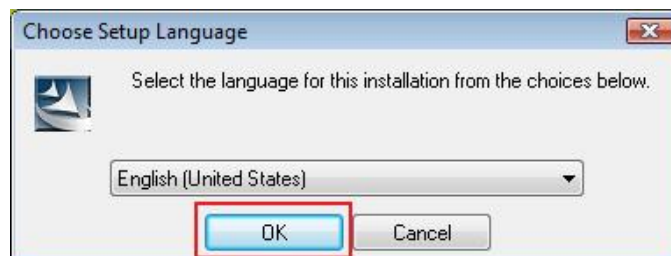 Choose Setup Language
Select the language for this installation from the choices below.
English (United States)
OK
Cancel